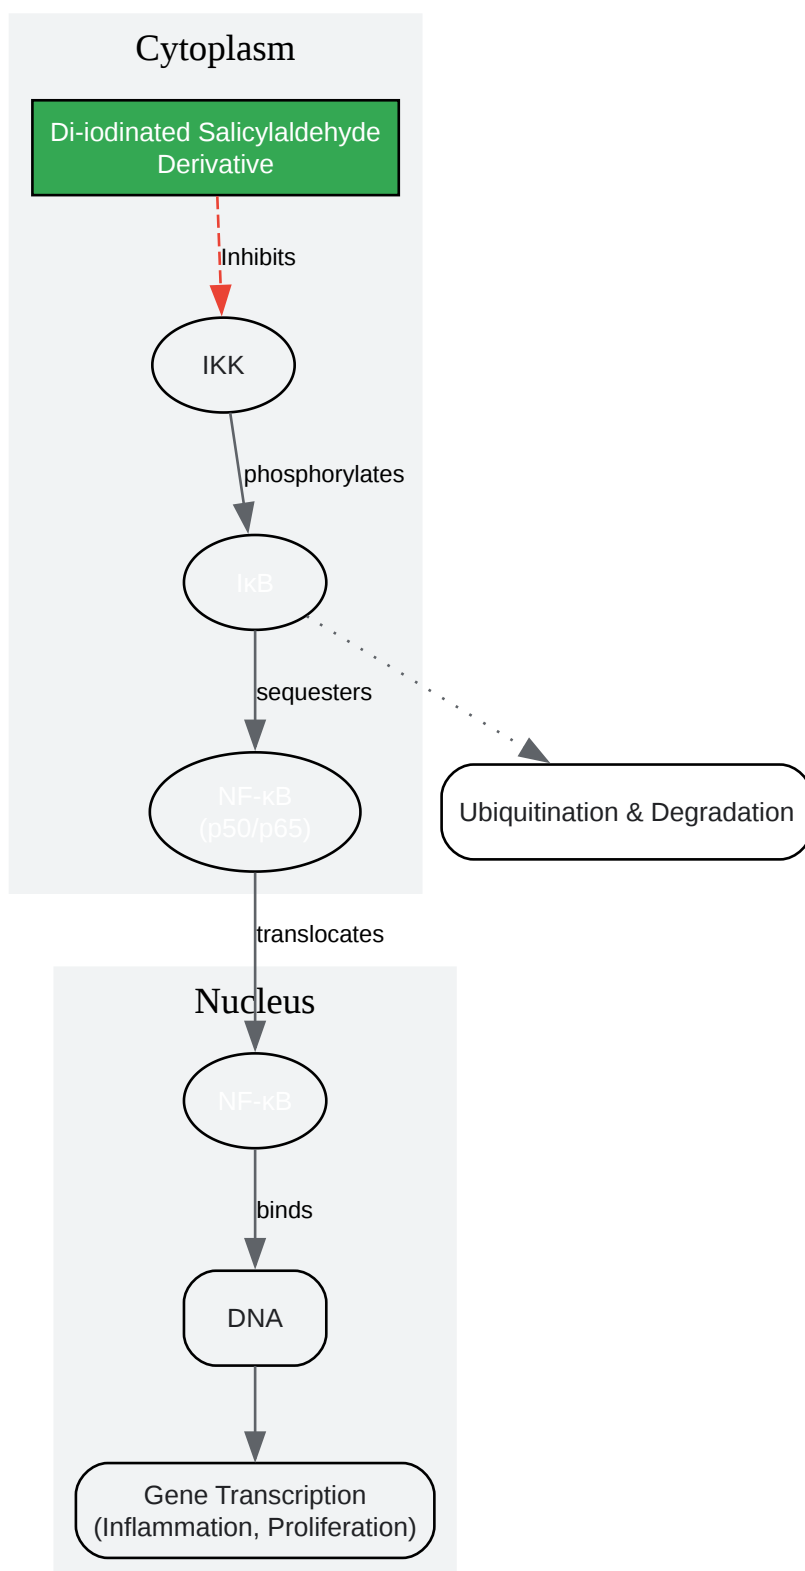 Cytoplasm
Di-iodinated Salicylaldehyde
Derivative
Inhibits
IKK
phosphorylates
IκB
sequesters
NF-κB
(p50/p65)
Ubiquitination & Degradation
translocates
Nucleus
NF-κB
binds
DNA
Gene Transcription
(Inflammation, Proliferation)